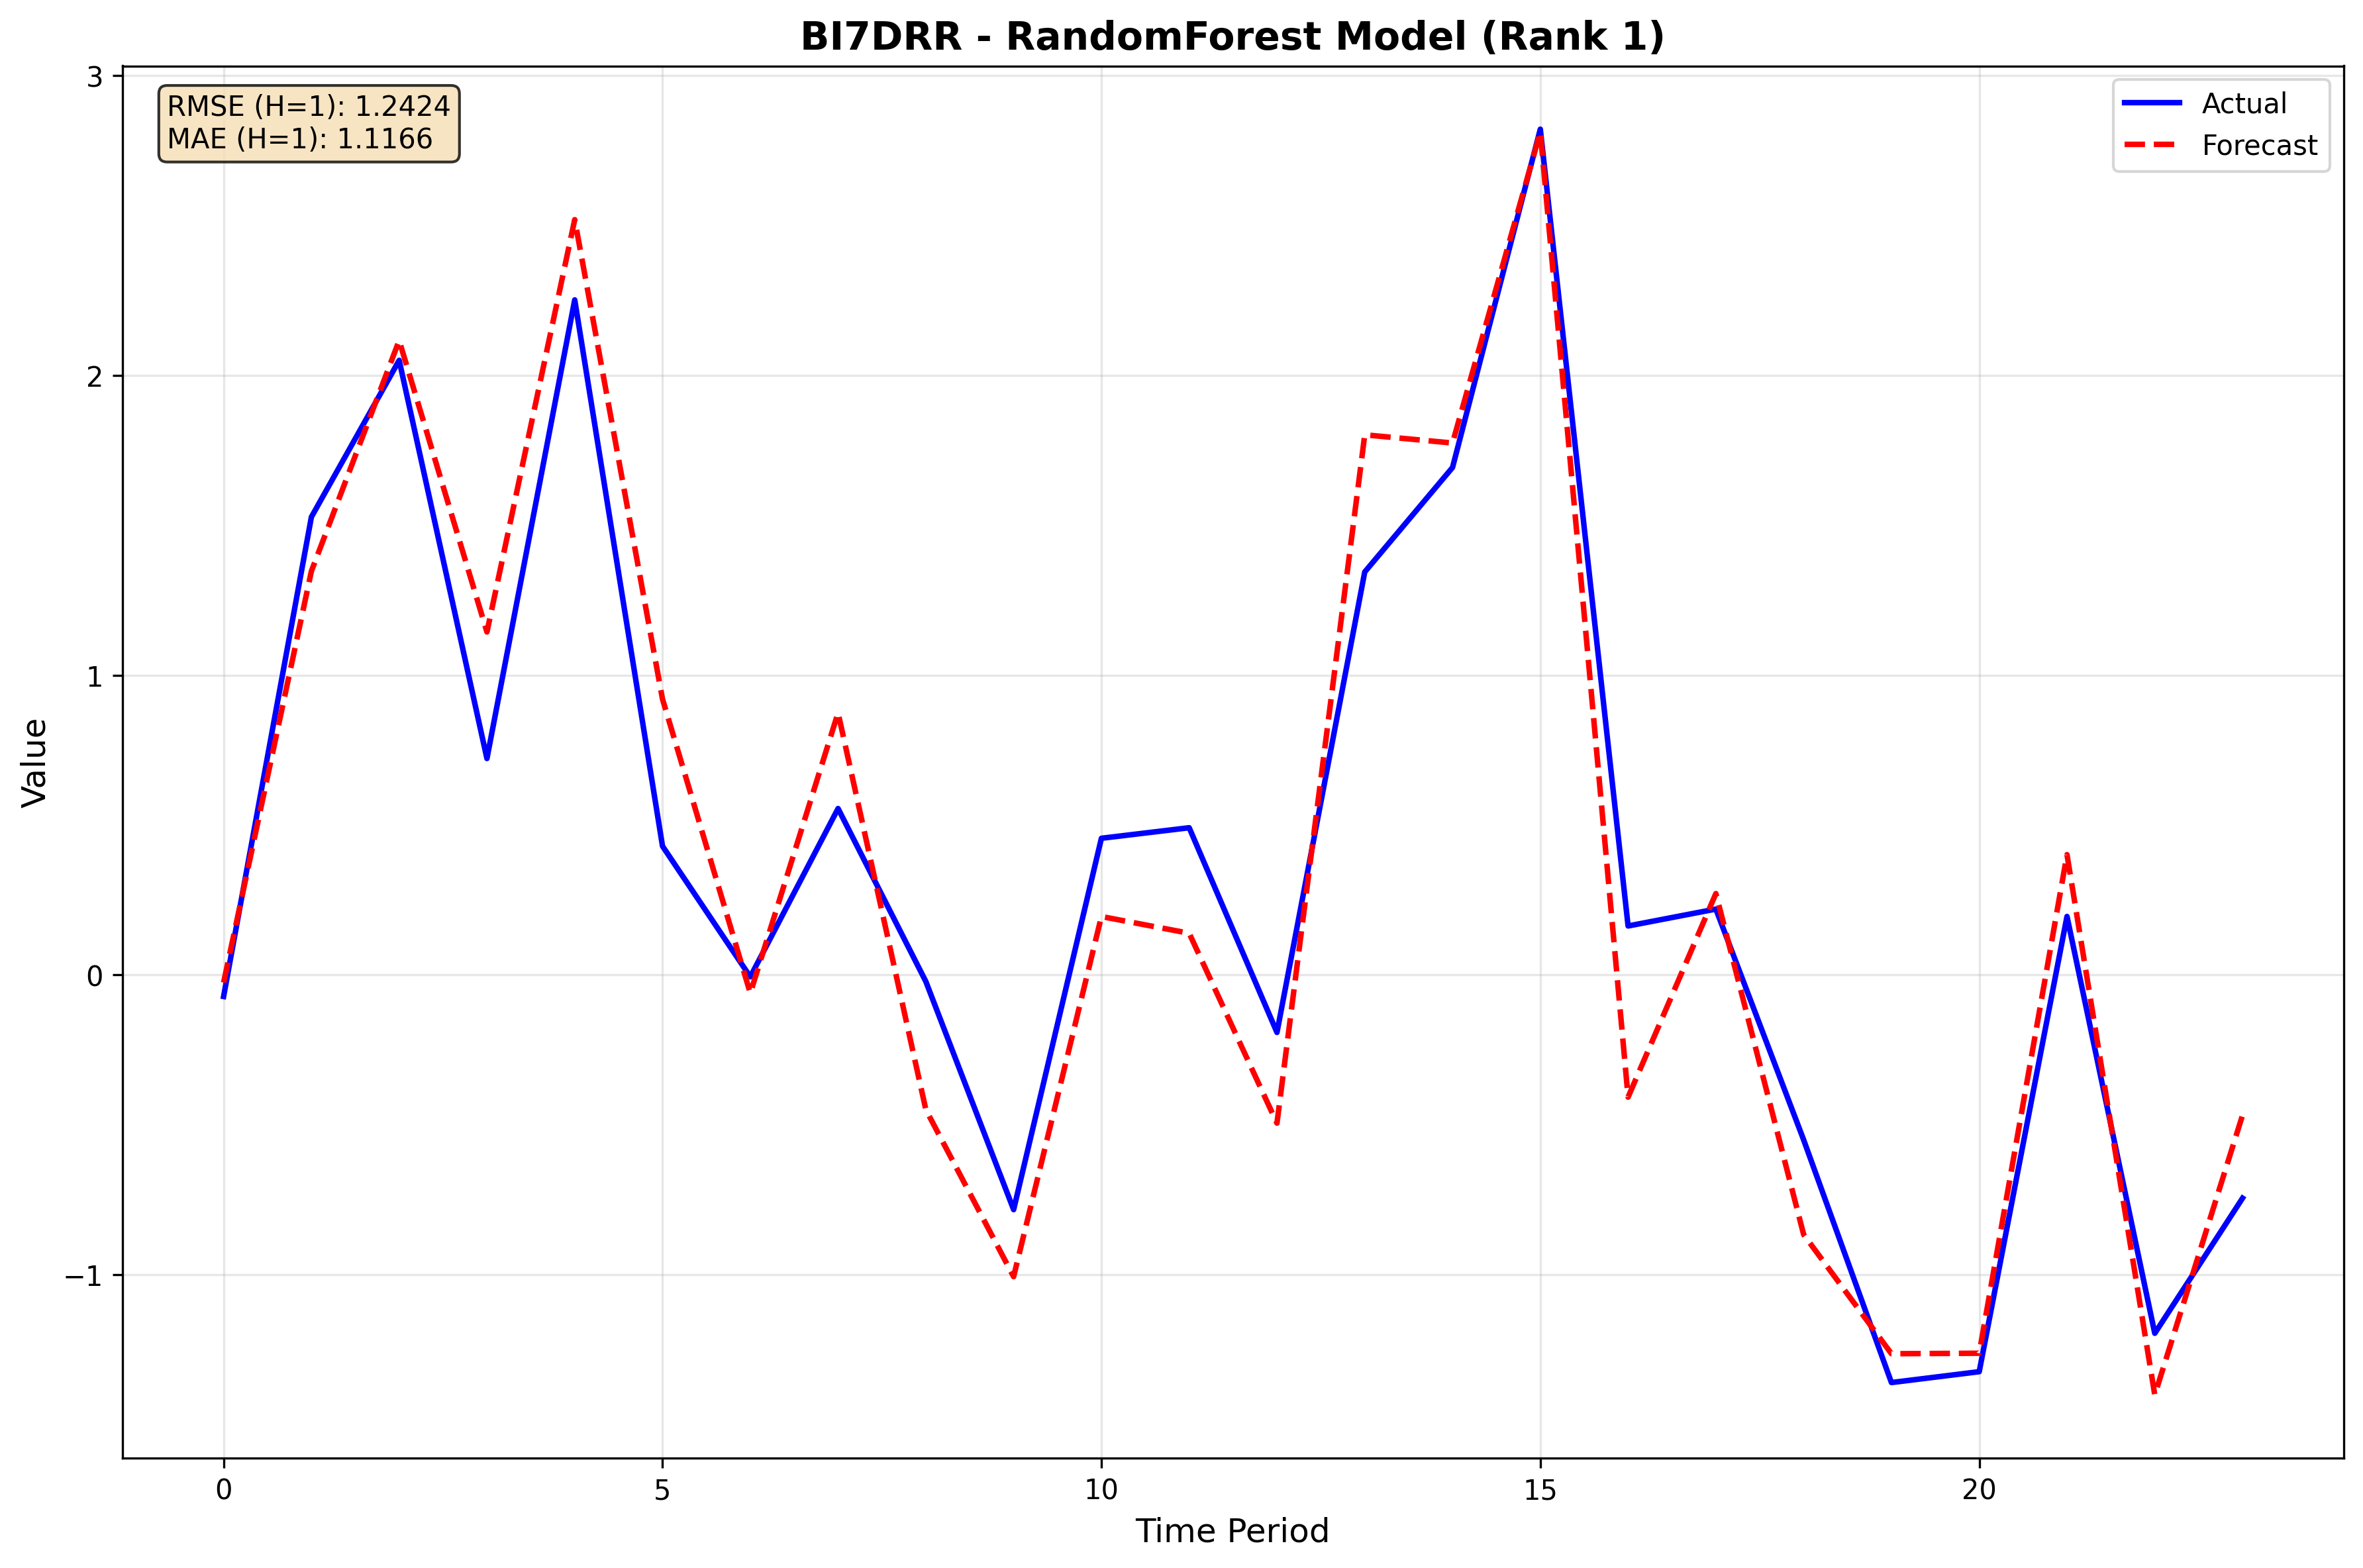 BI7DRR - RandomForest Model (Rank 1)
RMSE (H=1): 1.2424
MAE (H=1): 1.1166
Actual
Forecast
3
2
1
0
−1
Value
0
5
10
15
20
Time Period